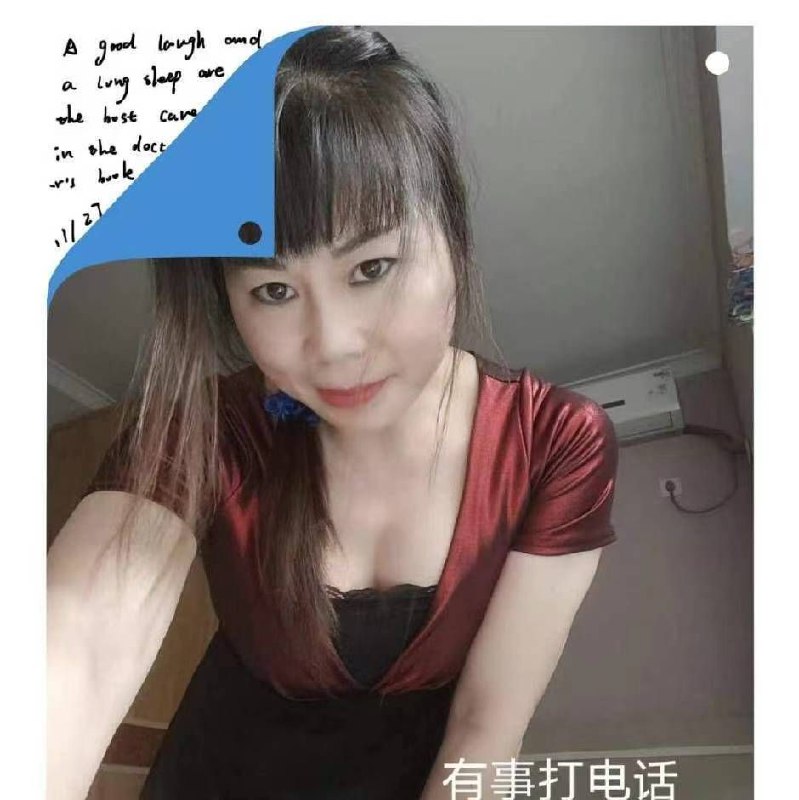 A good laugh and
a long sleep are
the best cure
in the doct
r's book
11/27
有事打电话